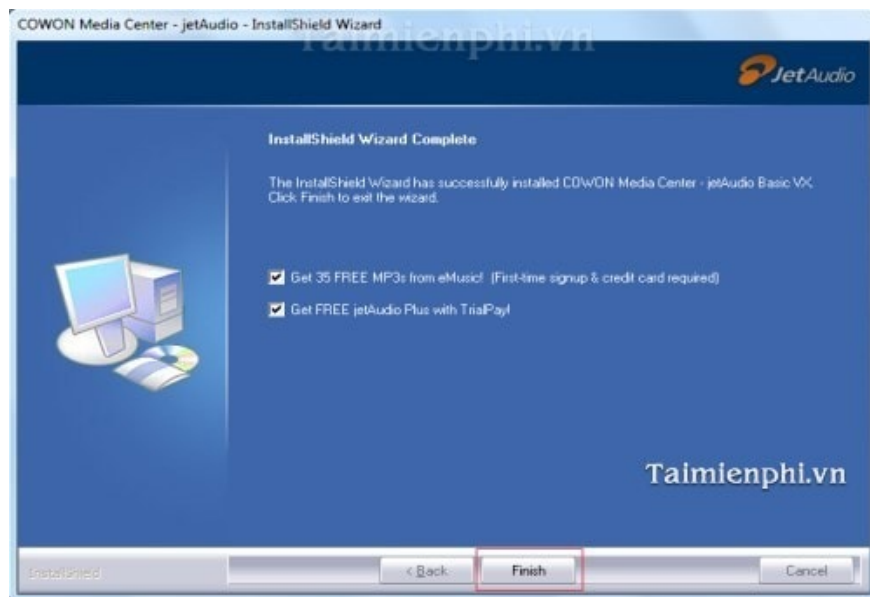 COWON Media Center - jetAudio - InstallShield Wizard
Taimienphi.vn
JetAudio
InstallShield Wizard Complete
The InstallShield Wizard has successfully installed COWON Media Center - jetAudio Basic VX.
Click Finish to exit the wizard.
Get 35 FREE MP3s from eMusic! (First-time signup & credit card required)
Get FREE jetAudio Plus with TrialPay!
Taimienphi.vn
InstallShield
< Back
Finish
Cancel